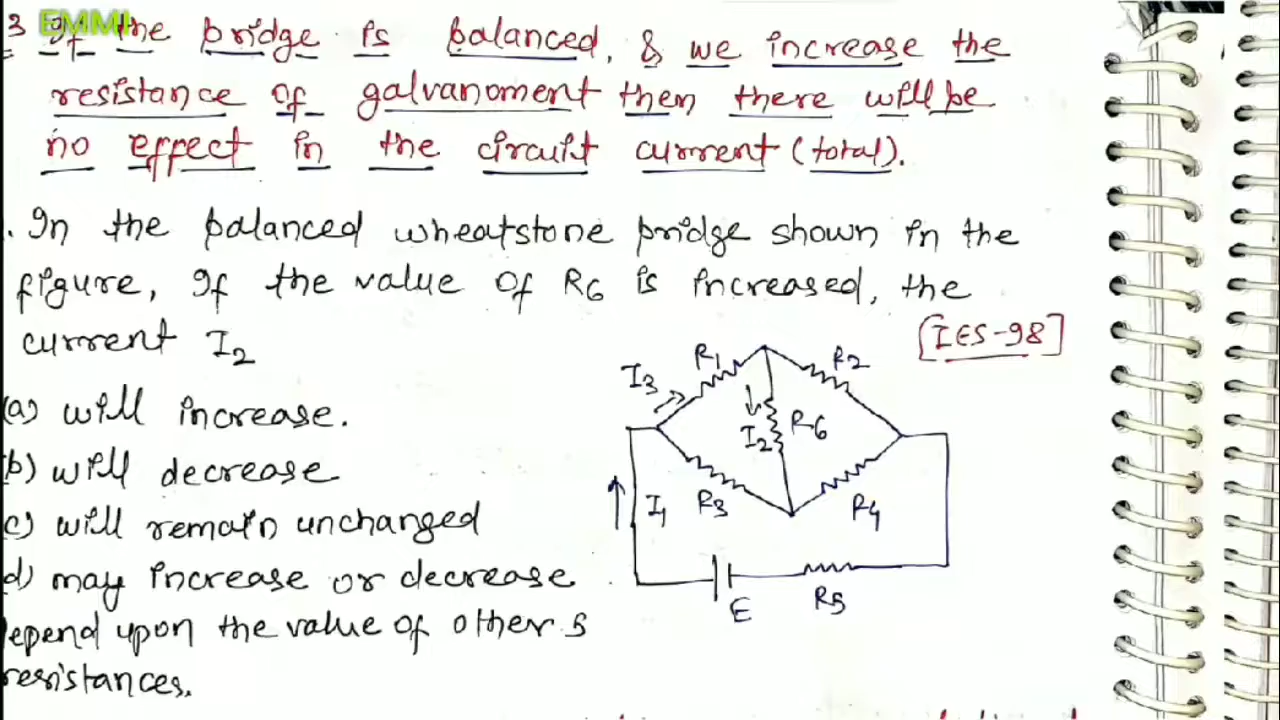 EMMI
3 If the bridge is balanced, & we increase the
resistance of galvanoment then there will be
no effect in the circuit current (total).
. In the balanced wheatstone bridge shown in the
figure, If the value of R6 is increased, the
current I2
[IES-98]
(a) will increase.
(b) will decrease
(c) will remain unchanged
d) may increase or decrease
depend upon the value of other 5
resistances.
I3
R1
R2
I2
R6
I1
R3
R4
E
R5